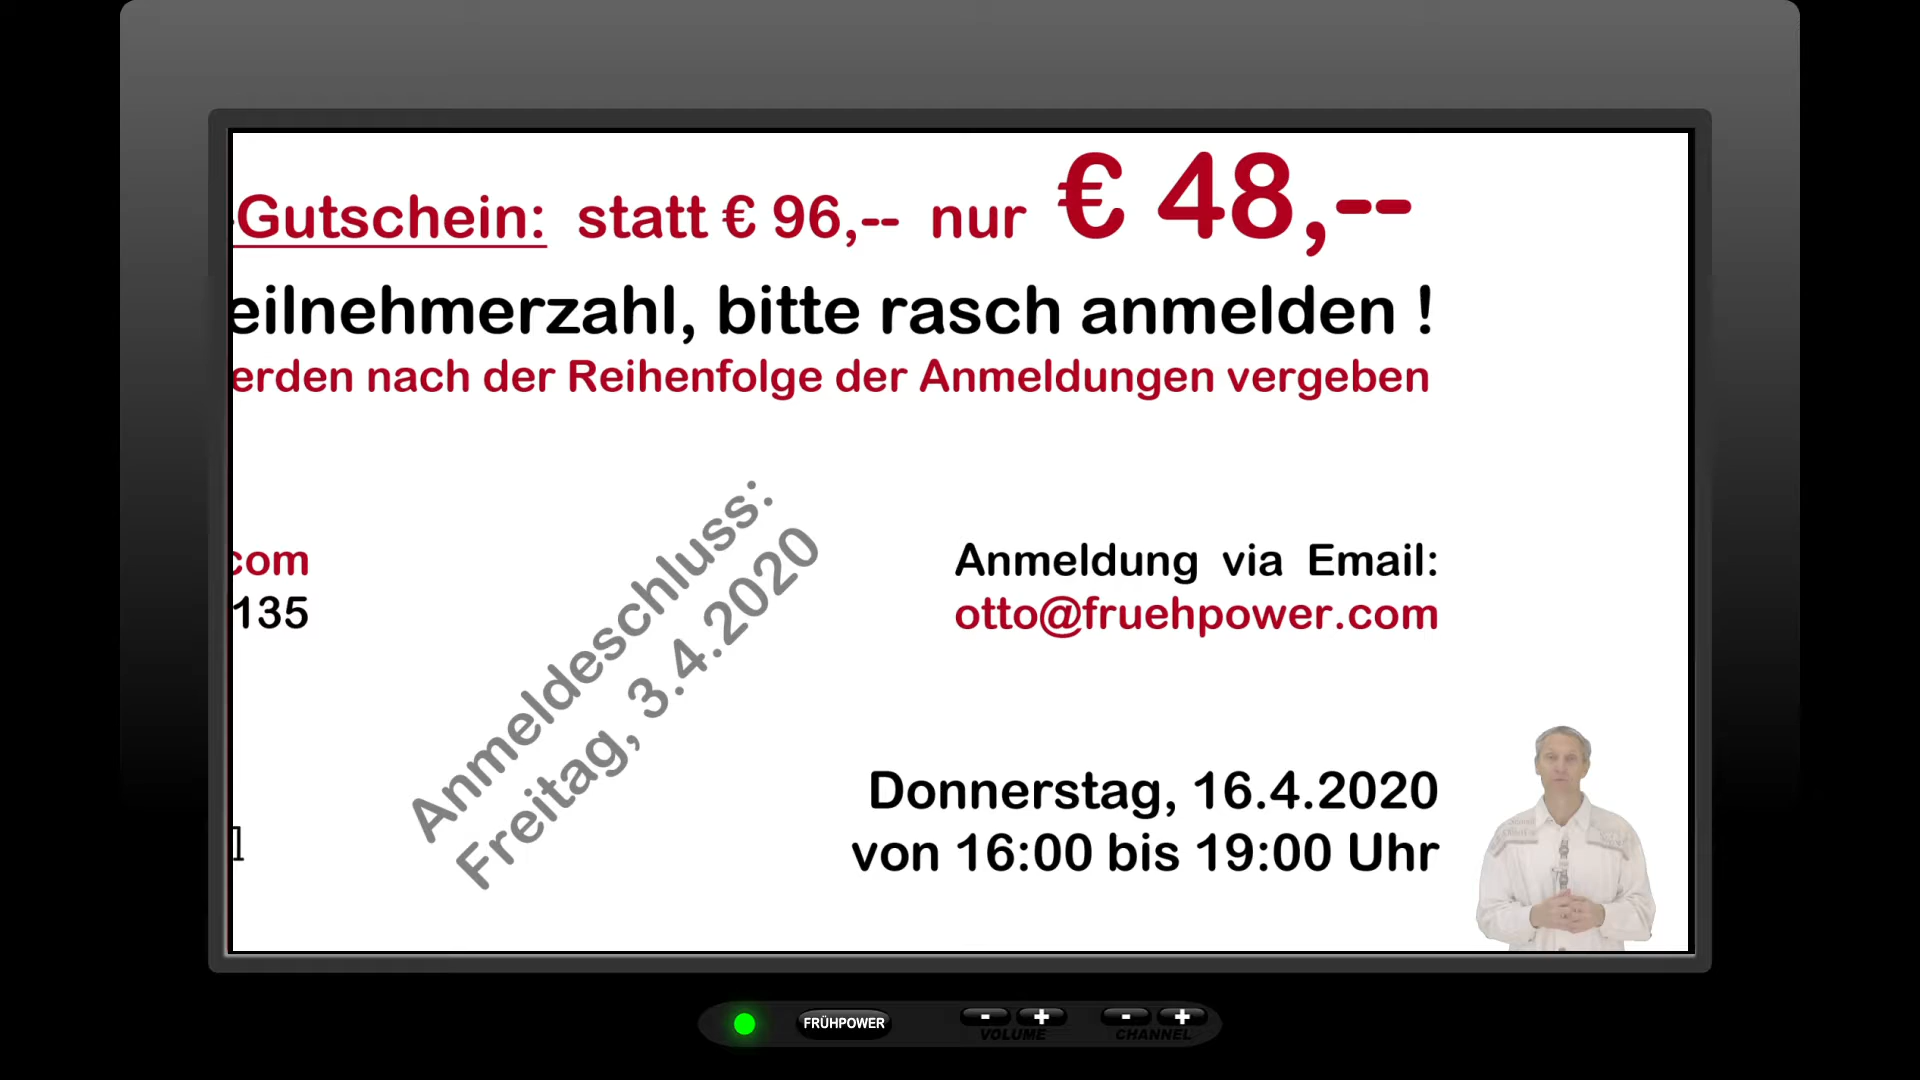 -Gutschein: statt € 96,-- nur € 48,--
eilnehmerzahl, bitte rasch anmelden !
erden nach der Reihenfolge der Anmeldungen vergeben
com
135
Anmeldeschluss:
Freitag, 3.4.2020
Anmeldung via Email:
otto@fruehpower.com
Donnerstag, 16.4.2020
von 16:00 bis 19:00 Uhr
FRÜHPOWER
- +
VOLUME
- +
CHANNEL